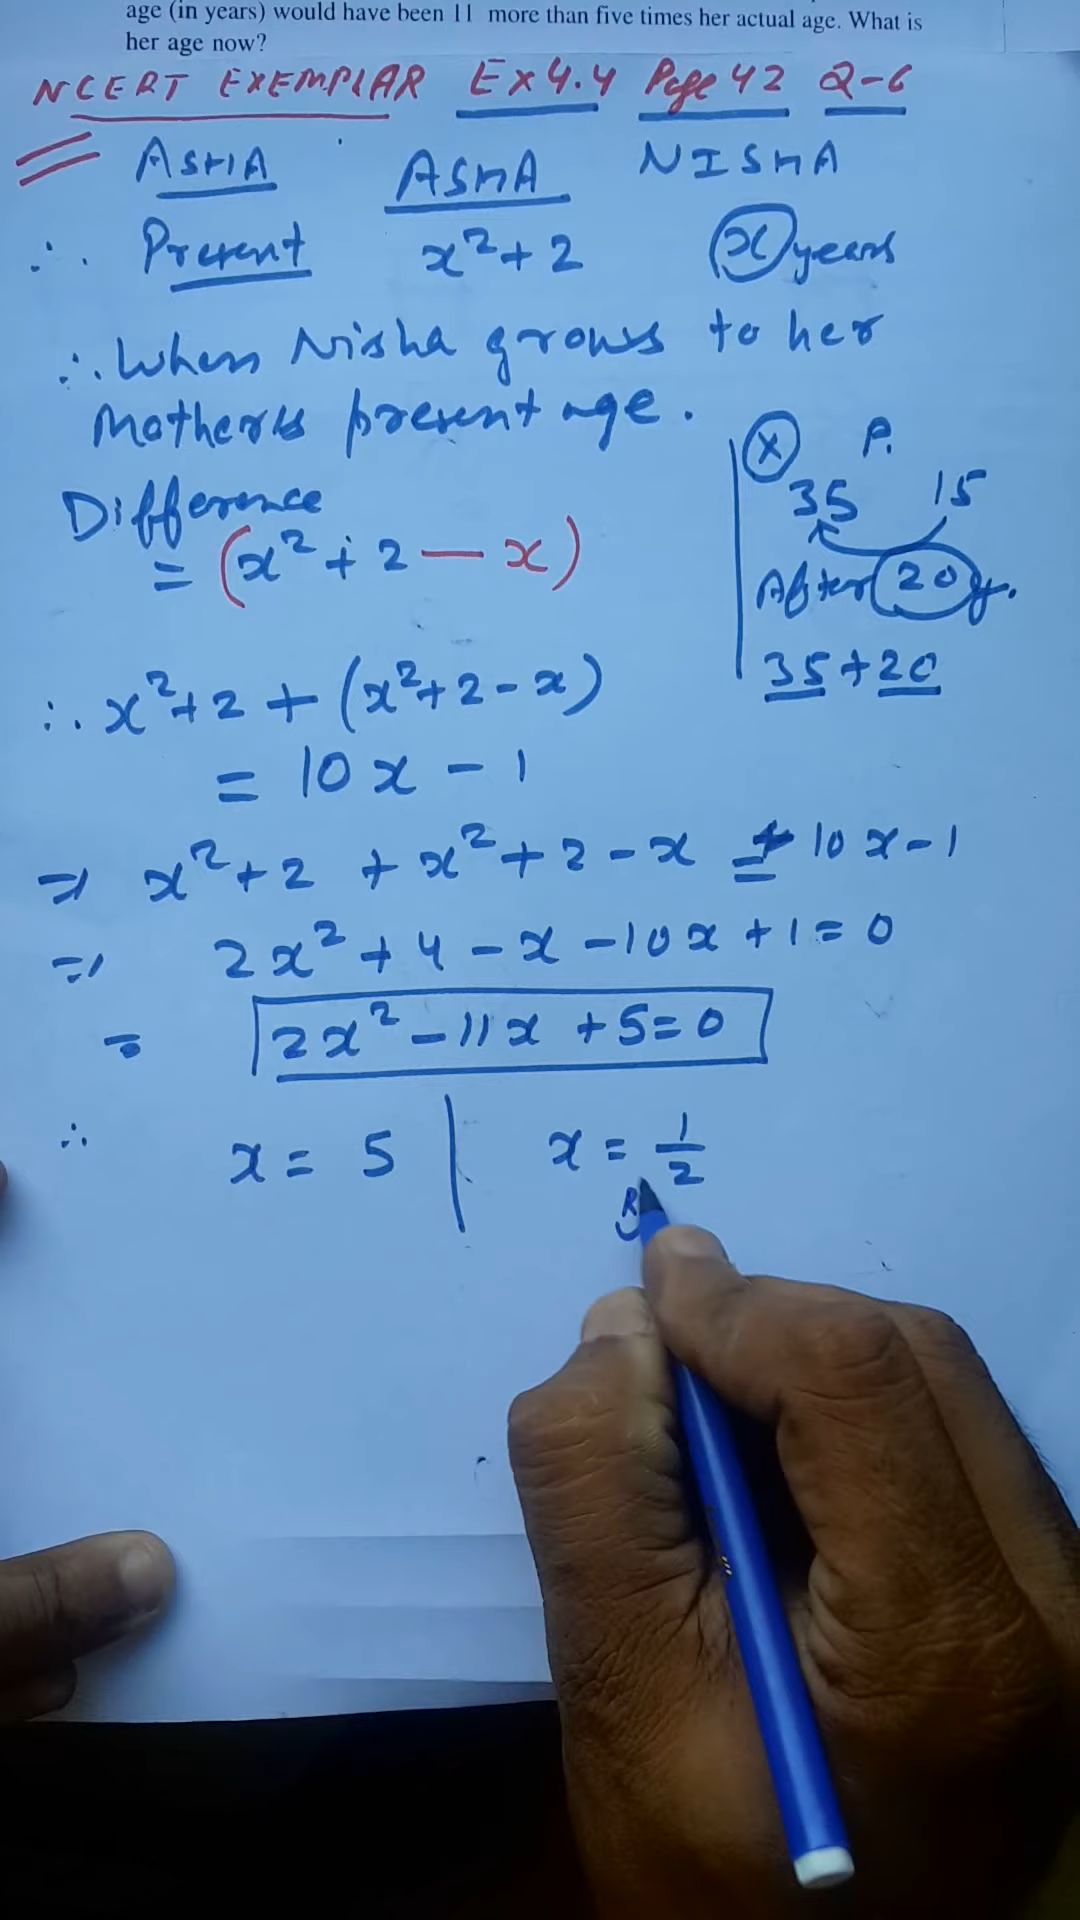 age (in years) would have been 11 more than five times her actual age. What is
her age now?
NCERT EXEMPLAR Ex 4.4 Page 42 Q-6
ASHA ASHA NISHA
∴ Present x²+2 x years
∴ When Nisha grows to her
Mother's present age.
Difference
= (x²+2 — x)
x P.
35 15
After 20 y.
35+20
∴ x²+2 + (x²+2-x)
= 10x - 1
⇒ x²+2 + x²+2-x = 10x-1
⇒ 2x²+4-x-10x+1=0
= 2x²-11x+5=0
∴ x = 5 | x = 1/2
R